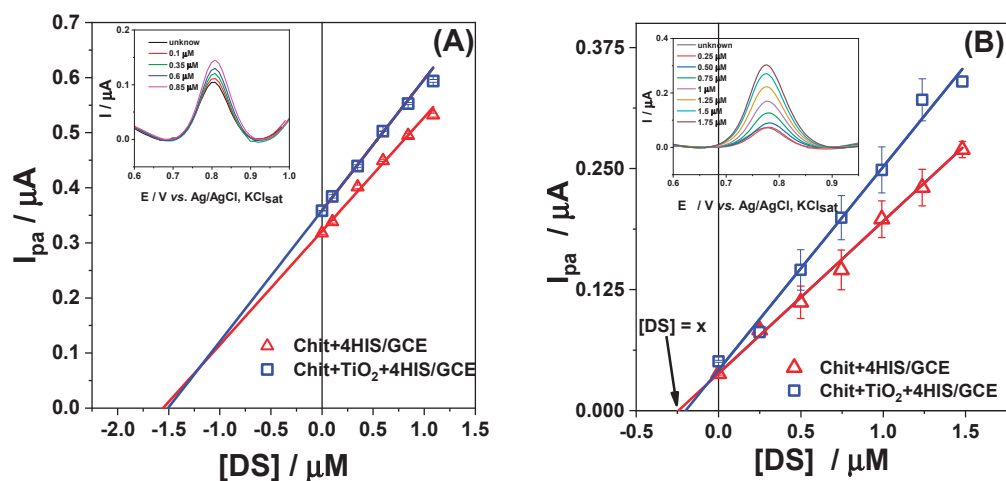 (A)
0.7
0.6
0.5
0.4
0.3
0.2
0.1
0.0
I_pa / µA
-2.0 -1.5 -1.0 -0.5 0.0 0.5 1.0 1.5
[DS] / µM
Chit+4HIS/GCE
Chit+TiO₂+4HIS/GCE
I / µA
0.2
0.1
0.0
unknow
0.1 µM
0.35 µM
0.6 µM
0.85 µM
0.6 0.7 0.8 0.9 1.0
E / V vs. Ag/AgCl, KCl_sat
(B)
0.375
0.250
0.125
0.000
I_pa / µA
-0.5 0.0 0.5 1.0 1.5
[DS] / µM
[DS] = x
Chit+4HIS/GCE
Chit+TiO₂+4HIS/GCE
I / µA
0.4
0.3
0.2
0.1
0.0
unknown
0.25 µM
0.50 µM
0.75 µM
1 µM
1.25 µM
1.5 µM
1.75 µM
0.6 0.7 0.8 0.9
E / V vs. Ag/AgCl, KCl_sat